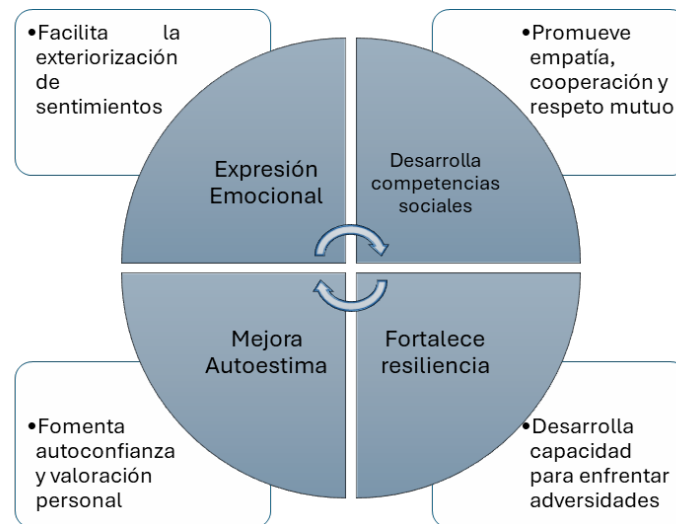 •Facilita la
exteriorización
de
sentimientos
•Promueve
empatía,
cooperación y
respeto mutuo
Expresión
Emocional
Desarrolla
competencias
sociales
Mejora
Autoestima
Fortalece
resiliencia
•Fomenta
autoconfianza
y valoración
personal
•Desarrolla
capacidad
para enfrentar
adversidades